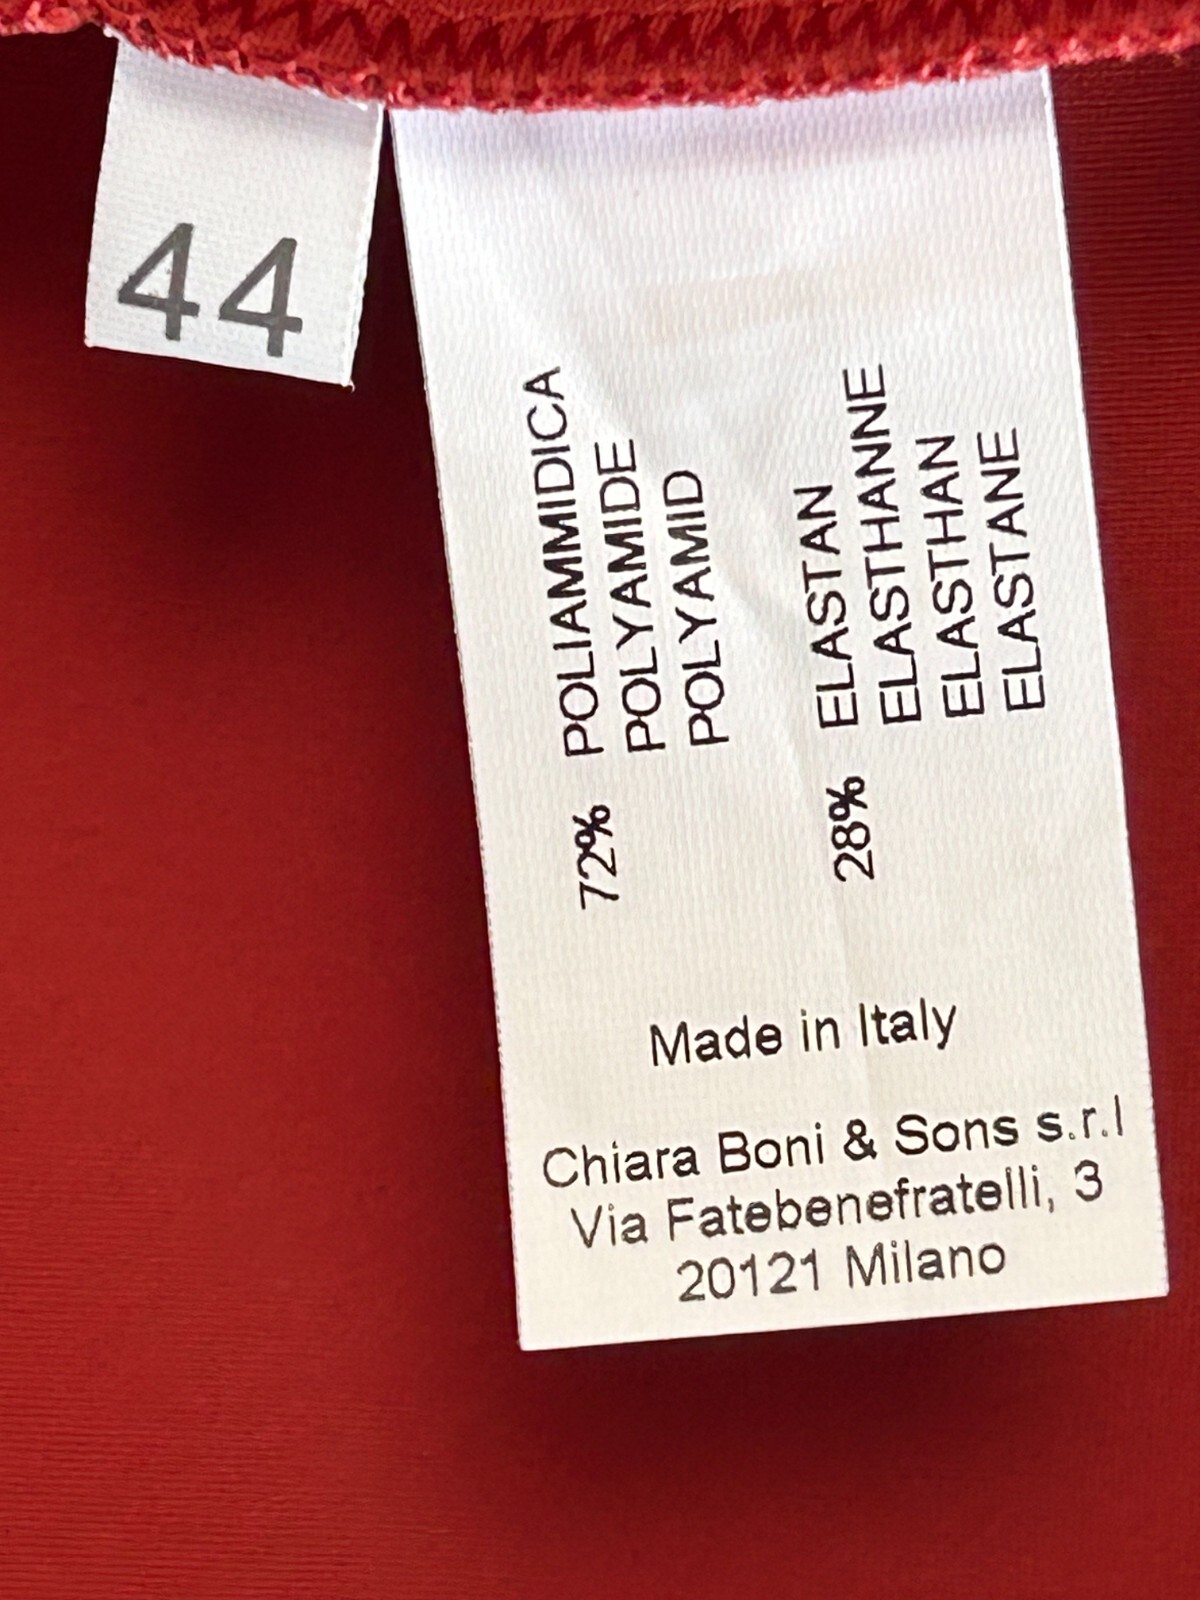 44
72% POLIAMMIDICA
POLYAMIDE
POLYAMID
28% ELASTAN
ELASTHANNE
ELASTHAN
ELASTANE
Made in Italy
Chiara Boni & Sons s.r.l
Via Fatebenefratelli, 3
20121 Milano